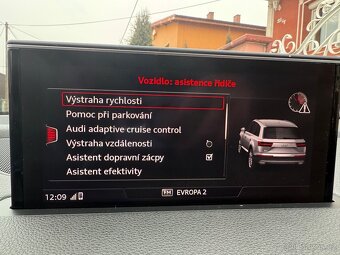 Vozidlo: asistence řidiče
Výstraha rychlosti
Pomoc při parkování
Audi adaptive cruise control
Výstraha vzdálenosti
Asistent dopravní zácpy
Asistent efektivity
12:09
EVROPA 2